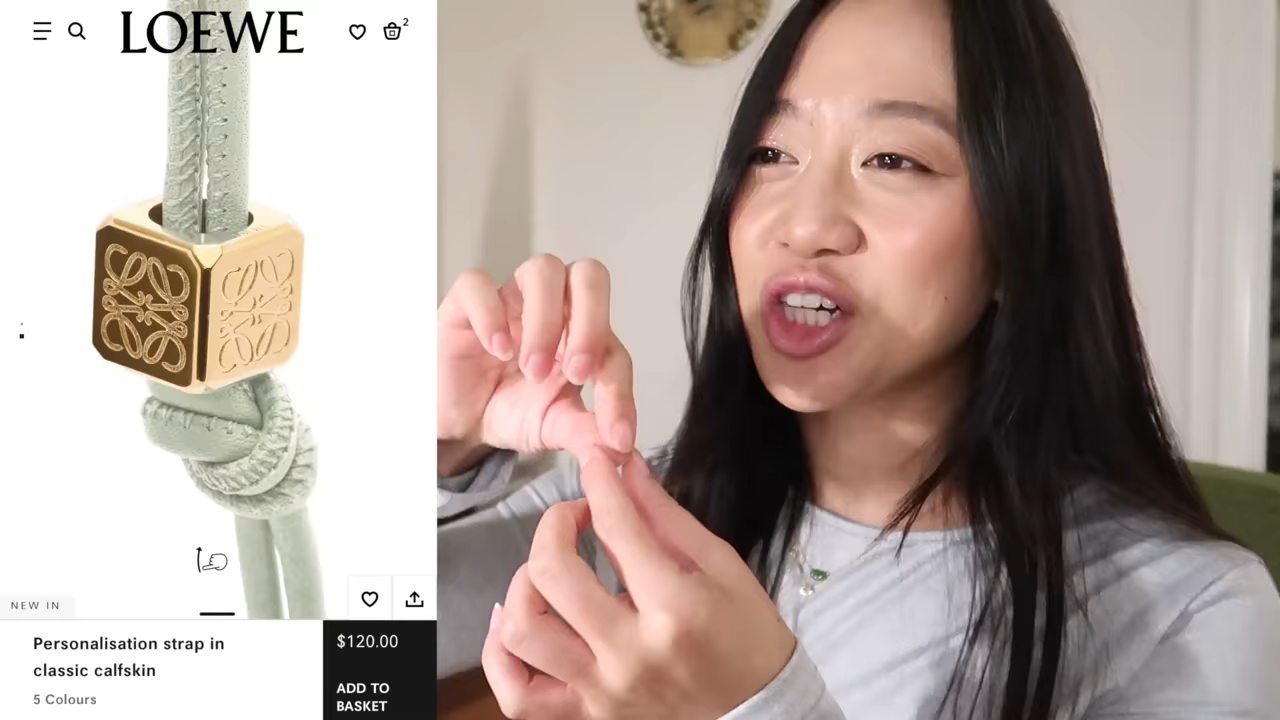 LOEWE
2
NEW IN
Personalisation strap in
classic calfskin
5 Colours
$120.00
ADD TO
BASKET